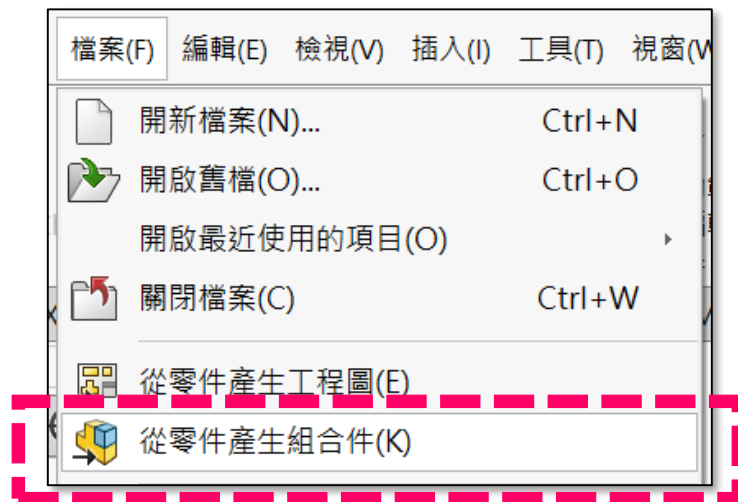 檔案(F) 編輯(E) 檢視(V) 插入(I) 工具(T) 視窗(W
開新檔案(N)... Ctrl+N
開啟舊檔(O)... Ctrl+O
開啟最近使用的項目(O)
關閉檔案(C) Ctrl+W
從零件產生工程圖(E)
從零件產生組合件(K)